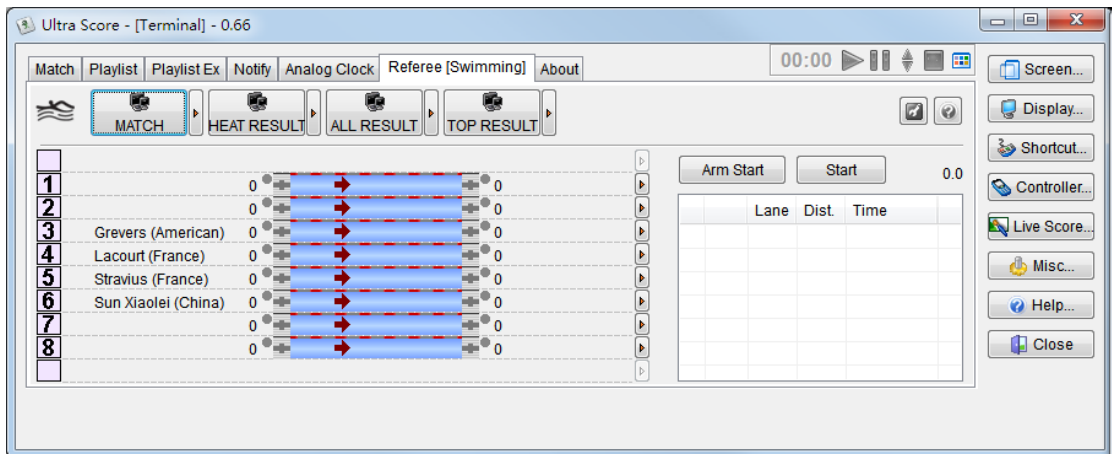 Ultra Score - [Terminal] - 0.66
Match Playlist Playlist Ex Notify Analog Clock Referee [Swimming] About
00:00
Screen...
MATCH HEAT RESULT ALL RESULT TOP RESULT
Display...
Shortcut...
Arm Start Start 0.0
Controller...
1 0 0
Lane Dist. Time
2 0 0
Live Score...
3 Grevers (American) 0 0
4 Lacourt (France) 0 0
Misc...
5 Stravius (France) 0 0
6 Sun Xiaolei (China) 0 0
Help...
7 0 0
8 0 0
Close